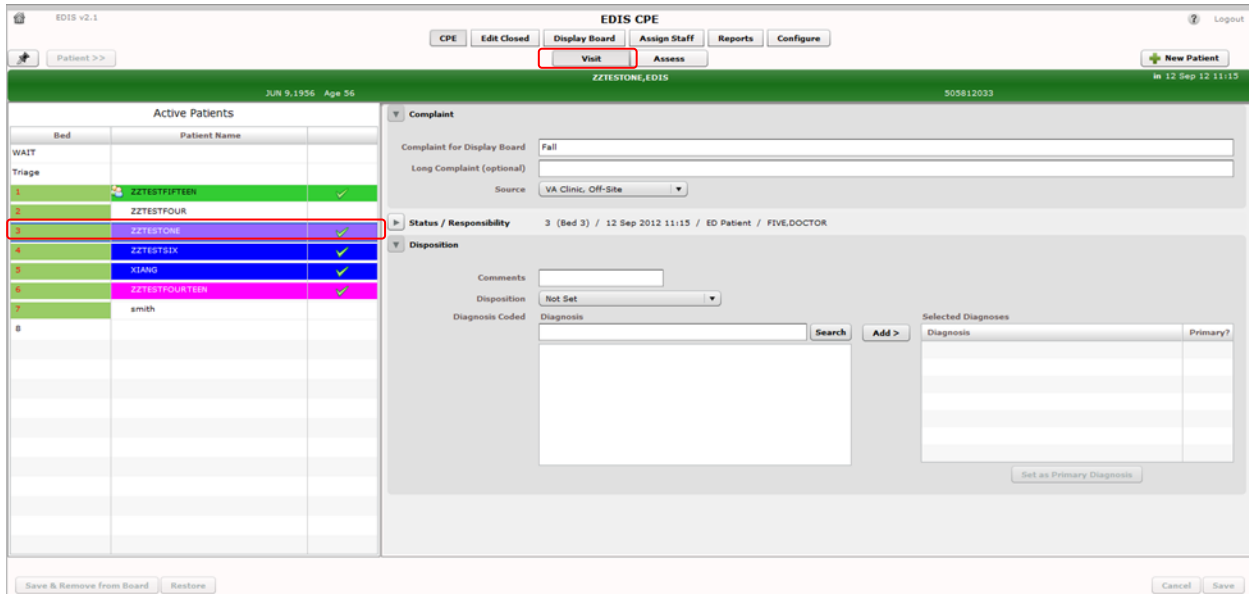 EDIS v2.1 EDIS CPE ? Logout
CPE Edit Closed Display Board Assign Staff Reports Configure
Patient >> Visit Assess New Patient
ZZTESTONE,EDIS in 12 Sep 12 11:15
JUN 9,1956 Age 56 505812033
Active Patients
Bed Patient Name
WAIT
Triage
1 ZZTESTFIFTEEN
2 ZZTESTFOUR
3 ZZTESTONE
4 ZZTESTSIX
5 XIANG
6 ZZTESTFOURTEEN
7 smith
8
Complaint
Complaint for Display Board Fall
Long Complaint (optional)
Source VA Clinic, Off-Site
Status / Responsibility 3 (Bed 3) / 12 Sep 2012 11:15 / ED Patient / FIVE,DOCTOR
Disposition
Comments
Disposition Not Set
Diagnosis Coded Diagnosis Selected Diagnoses
Search Add > Diagnosis Primary?
Set as Primary Diagnosis
Save & Remove from Board Restore Cancel Save